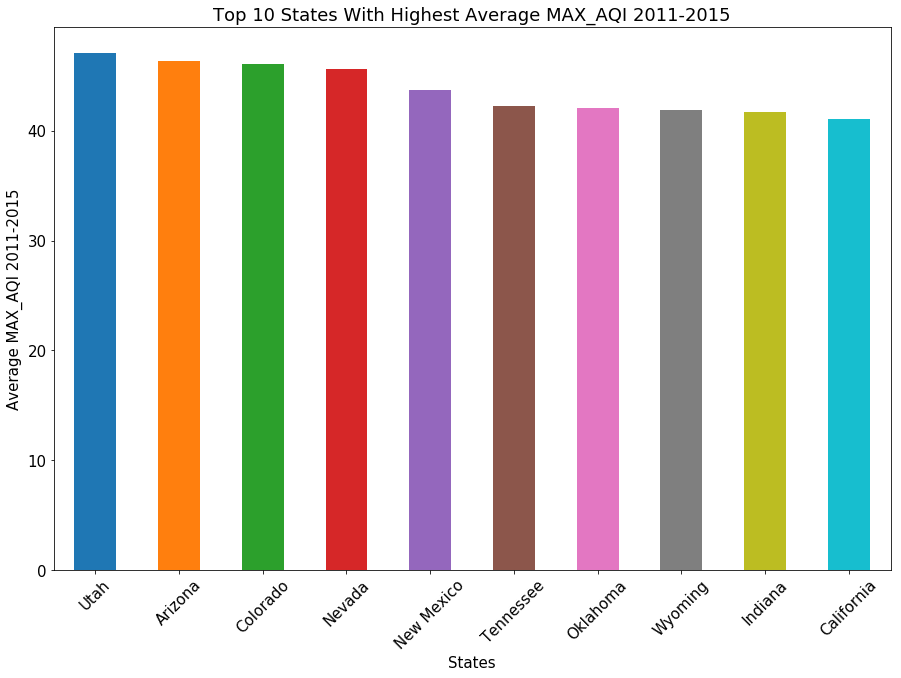 Top 10 States With Highest Average MAX_AQI 2011-2015
Average MAX_AQI 2011-2015
40
30
20
10
0
Utah
Arizona
Colorado
Nevada
New Mexico
Tennessee
Oklahoma
Wyoming
Indiana
California
States